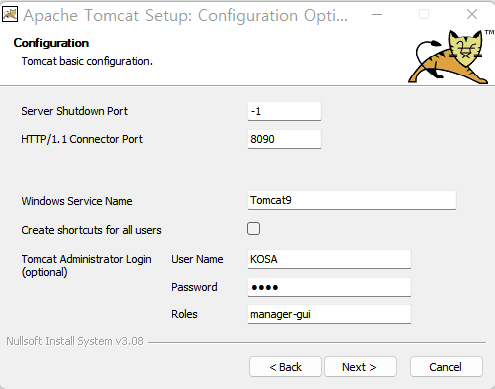 Apache Tomcat Setup: Configuration Opti...
Configuration
Tomcat basic configuration.
TM
Server Shutdown Port -1
HTTP/1.1 Connector Port 8090
Windows Service Name Tomcat9
Create shortcuts for all users
Tomcat Administrator Login (optional) User Name KOSA
Password ●●●●
Roles manager-gui
Nullsoft Install System v3.08
< Back Next > Cancel